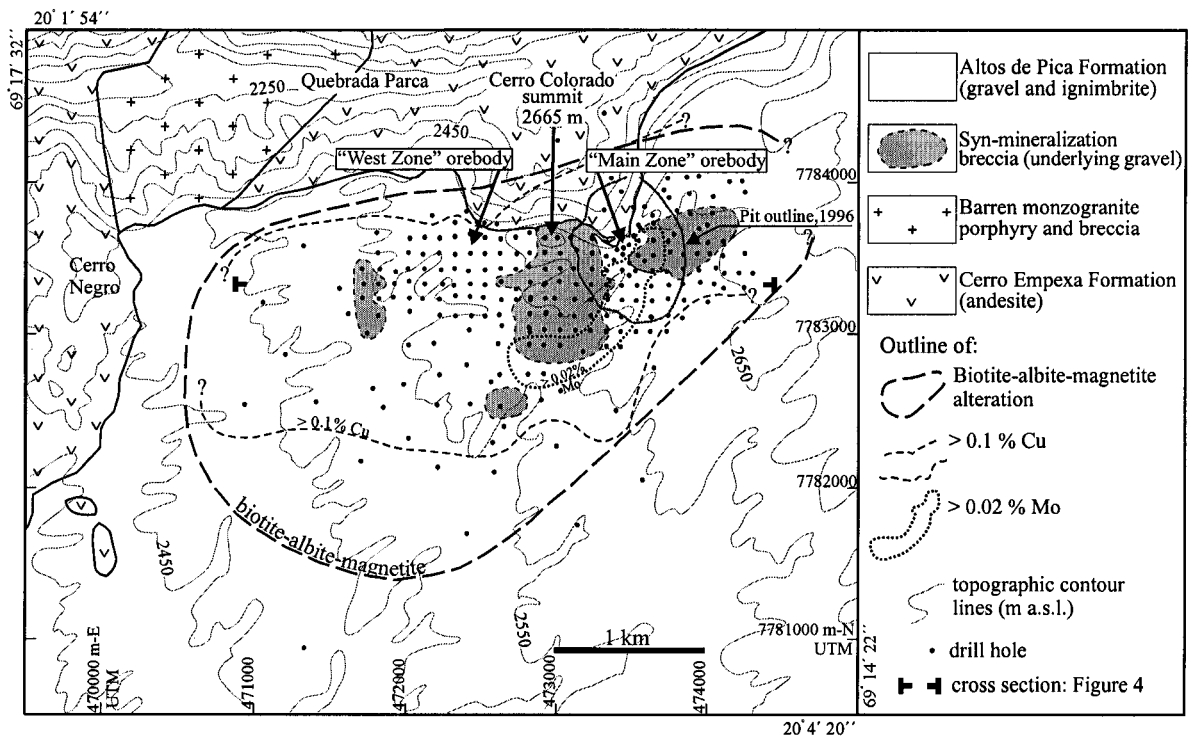 20° 1´ 54´´
69° 17´ 32´´
2250
Quebrada Parca
Cerro Colorado
summit
2665 m
2450
"West Zone" orebody
"Main Zone" orebody
?
?
7784000
Pit outline,1996
?
Cerro
Negro
?
?
7783000
2650
> 0.02%
Mo
?
> 0.1% Cu
7782000
biotite-albite-magnetite
2450
2550
1 km
7781000 m-N
UTM
470000 m-E
UTM
471000
472000
473000
474000
69° 14´ 22´´
20° 4´ 20´´
Altos de Pica Formation
(gravel and ignimbrite)
Syn-mineralization
breccia (underlying gravel)
Barren monzogranite
porphyry and breccia
Cerro Empexa Formation
(andesite)
Outline of:
Biotite-albite-magnetite
alteration
> 0.1 % Cu
> 0.02 % Mo
topographic contour
lines (m a.s.l.)
drill hole
cross section: Figure 4